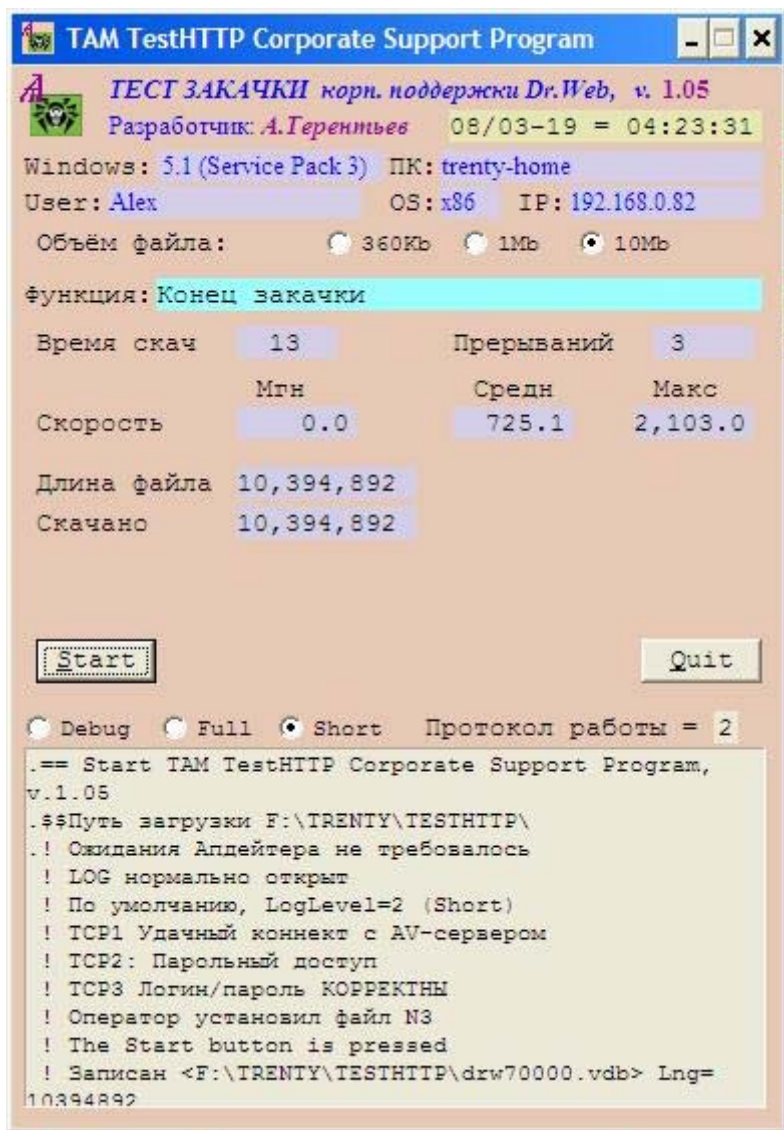 TAM TestHTTP Corporate Support Program
ТЕСТ ЗАКАЧКИ корп. поддержки Dr.Web, v. 1.05
Разработчик: А.Терентьев 08/03-19 = 04:23:31
Windows: 5.1 (Service Pack 3) ПК: trenty-home
User: Alex OS: x86 IP: 192.168.0.82
Объём файла: 360Kb 1Mb 10Mb
Функция: Конец закачки
Время скач 13 Прерываний 3
Мгн Средн Макс
Скорость 0.0 725.1 2,103.0
Длина файла 10,394,892
Скачано 10,394,892
Start Quit
Debug Full Short Протокол работы = 2
.== Start TAM TestHTTP Corporate Support Program,
v.1.05
.$$Путь загрузки F:\TRENTY\TESTHTTP\
.! Ожидания Апдейтера не требовалось
! LOG нормально открыт
! По умолчанию, LogLevel=2 (Short)
! TCP1 Удачный коннект с AV-сервером
! TCP2: Парольный доступ
! TCP3 Логин/пароль КОРРЕКТНЫ
! Оператор установил файл N3
! The Start button is pressed
! Записан <F:\TRENTY\TESTHTTP\drw70000.vdb> Lng=
10394892